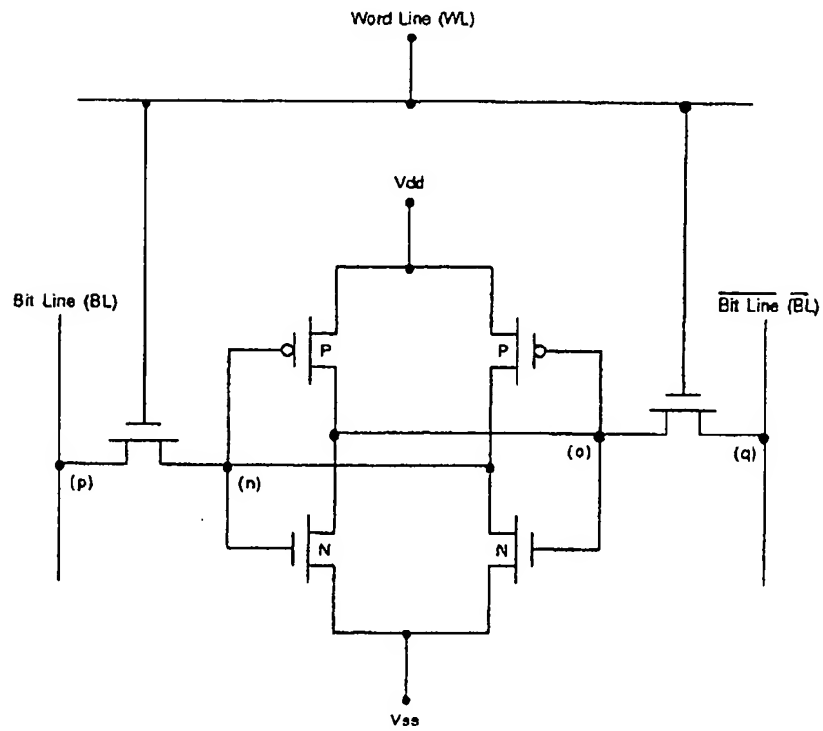 Word Line (WL)
Vdd
Bit Line (BL)
Bit Line (BL)
P
P
(o)
(p)
(n)
(q)
N
N
Vss